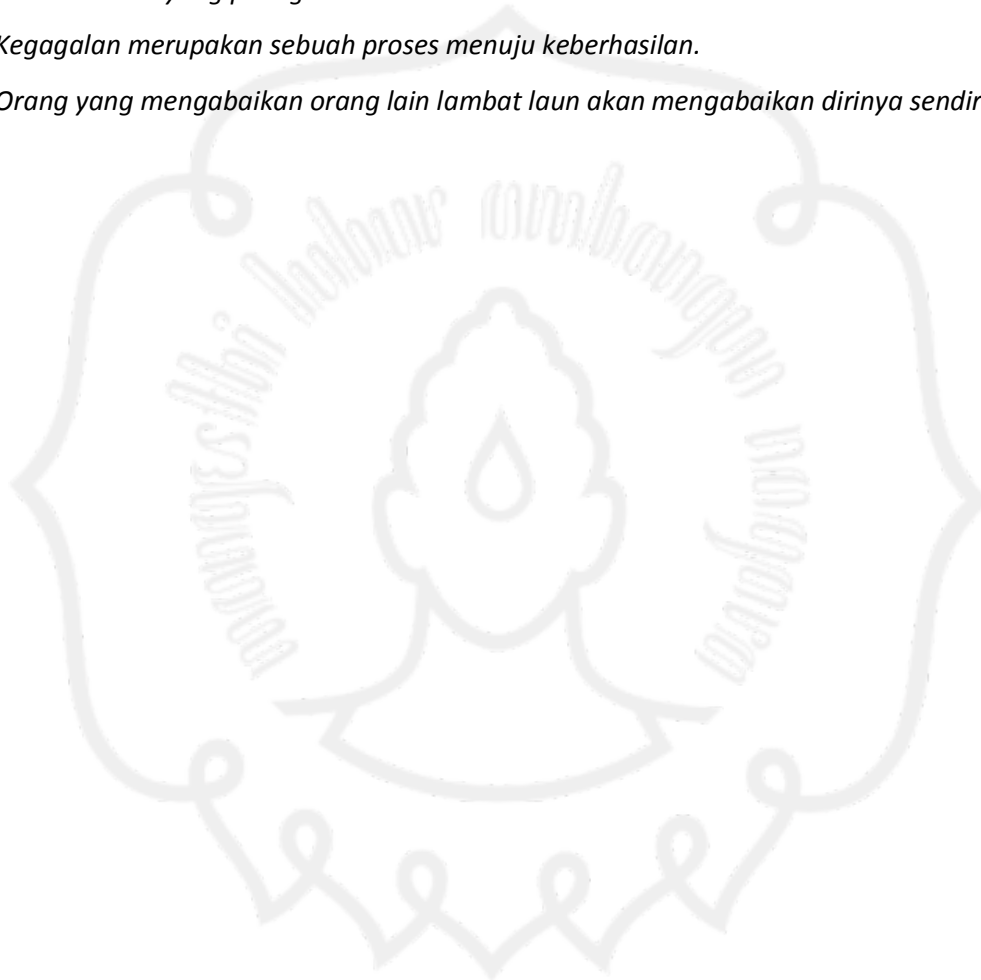 Kegagalan merupakan sebuah proses menuju keberhasilan.
Orang yang mengabaikan orang lain lambat laun akan mengabaikan dirinya sendir